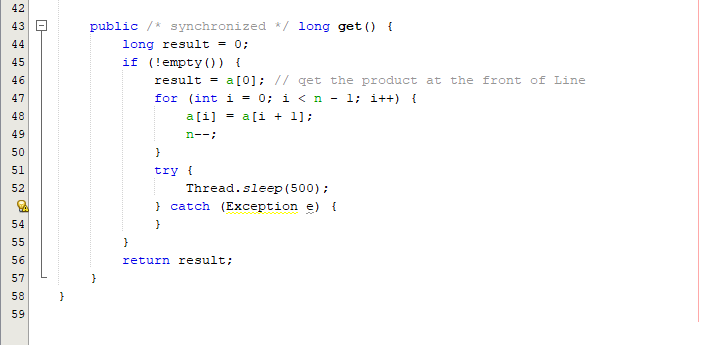 42
43 public /* synchronized */ long get() {
44 long result = 0;
45 if (!empty()) {
46 result = a[0]; // get the product at the front of Line
47 for (int i = 0; i < n - 1; i++) {
48 a[i] = a[i + 1];
49 n--;
50 }
51 try {
52 Thread.sleep(500);
} catch (Exception e) {
54 }
55 }
56 return result;
57 }
58 }
59